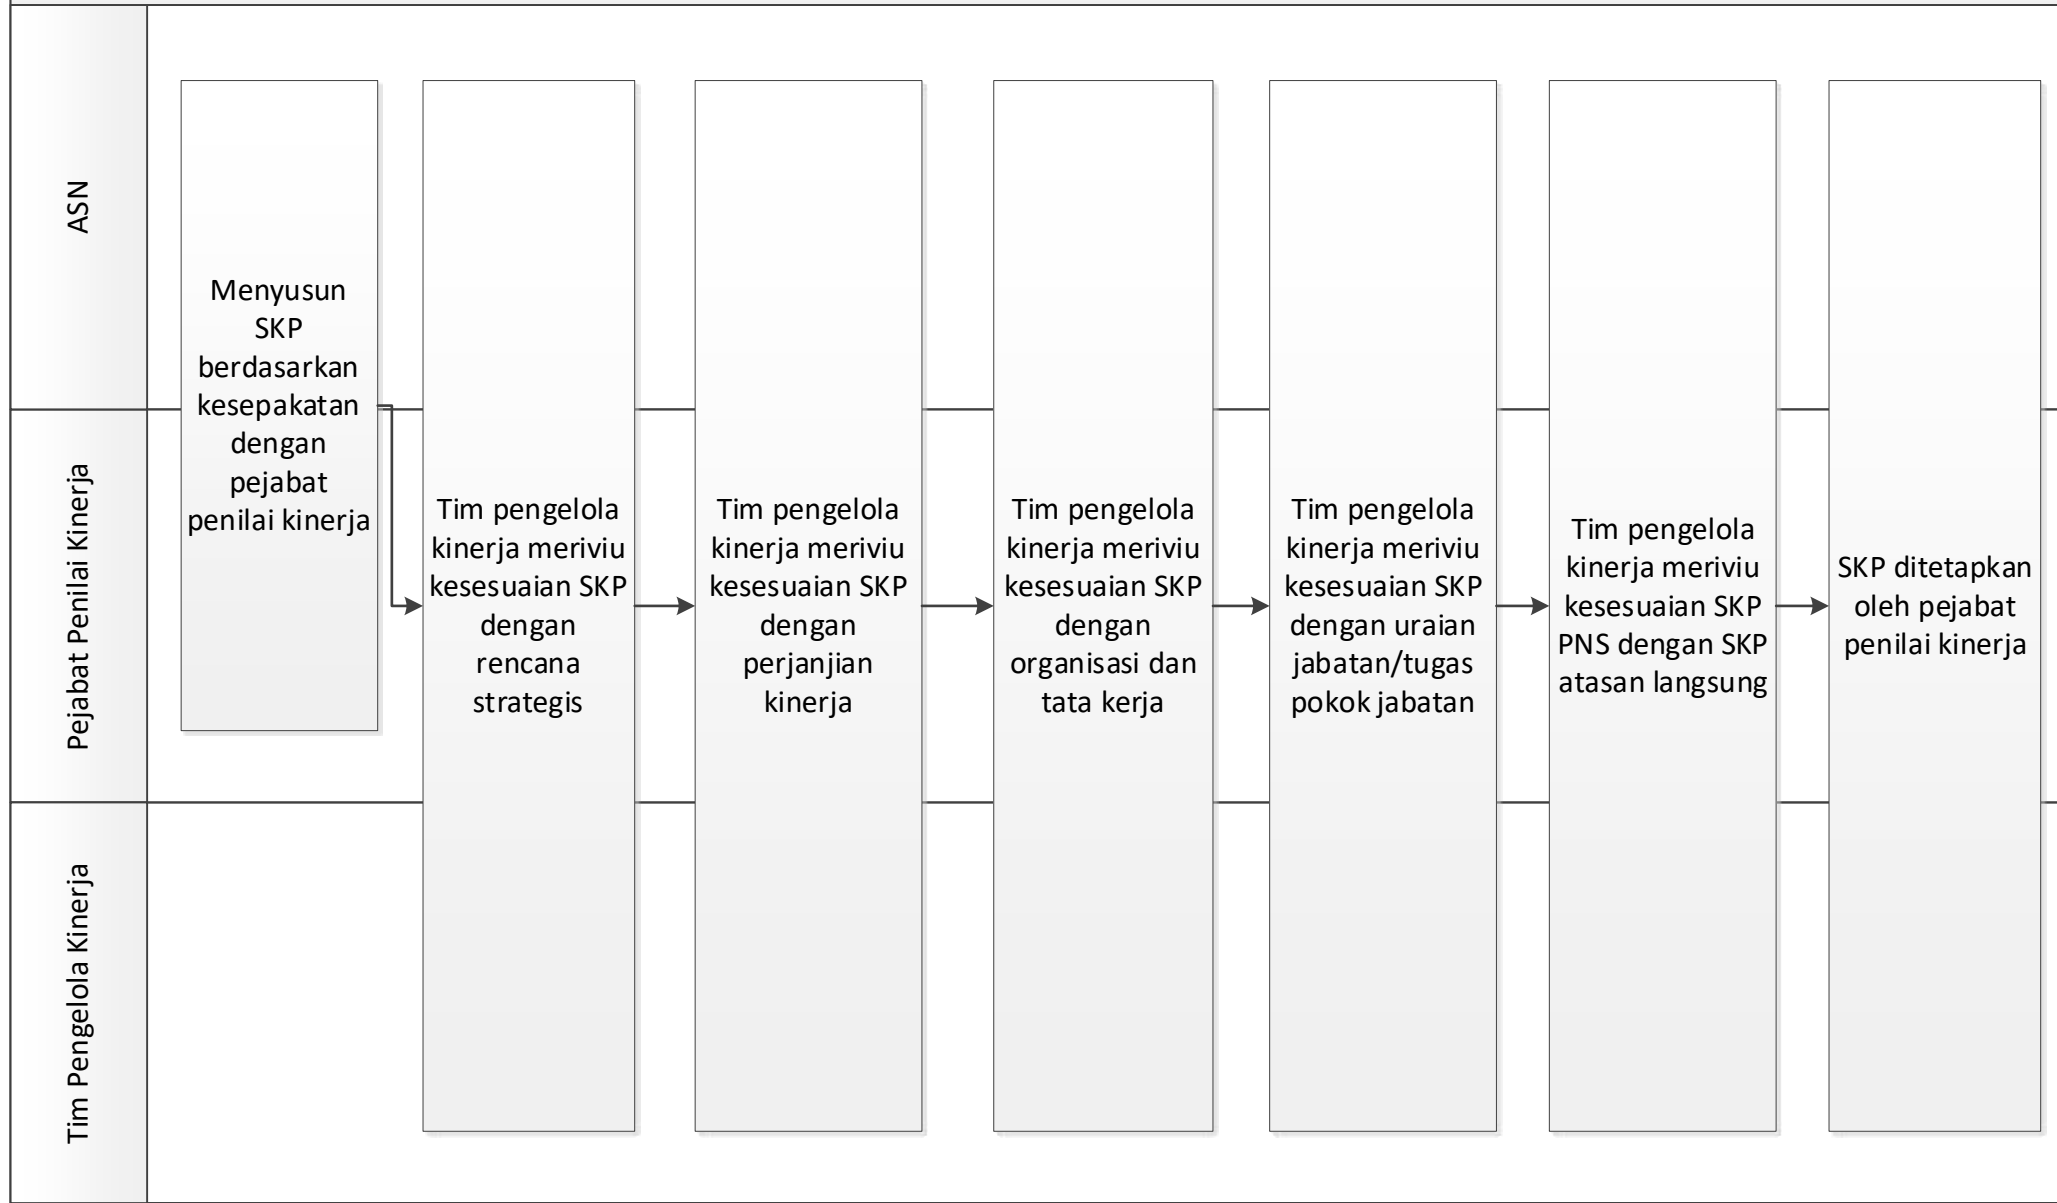 ASN
Pejabat Penilai Kinerja
Tim Pengelola Kinerja
Menyusun
SKP
berdasarkan
kesepakatan
dengan
pejabat
penilai kinerja
Tim pengelola
kinerja meriviu
kesesuaian SKP
dengan
rencana
strategis
Tim pengelola
kinerja meriviu
kesesuaian SKP
dengan
perjanjian
kinerja
Tim pengelola
kinerja meriviu
kesesuaian SKP
dengan
organisasi dan
tata kerja
Tim pengelola
kinerja meriviu
kesesuaian SKP
dengan uraian
jabatan/tugas
pokok jabatan
Tim pengelola
kinerja meriviu
kesesuaian SKP
PNS dengan SKP
atasan langsung
SKP ditetapkan
oleh pejabat
penilai kinerja